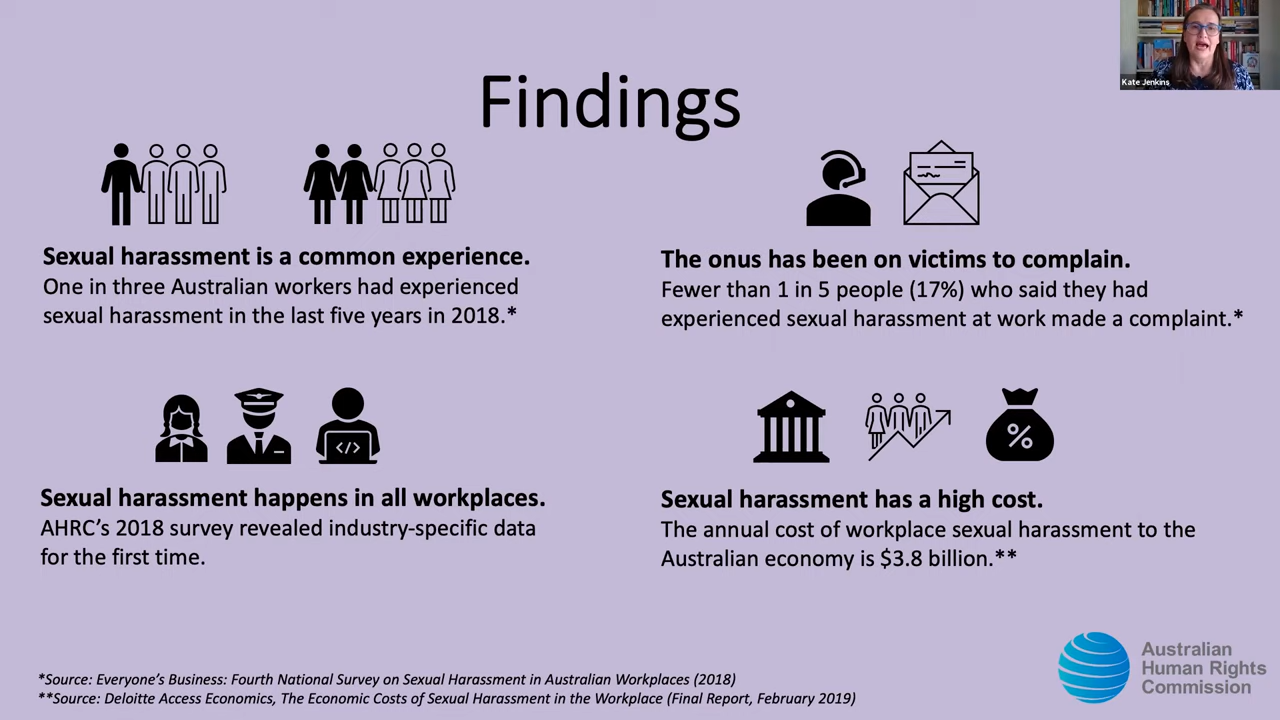 Kate Jenkins
Findings
Sexual harassment is a common experience.
One in three Australian workers had experienced
sexual harassment in the last five years in 2018.*
The onus has been on victims to complain.
Fewer than 1 in 5 people (17%) who said they had
experienced sexual harassment at work made a complaint.*
</>
%
Sexual harassment happens in all workplaces.
AHRC’s 2018 survey revealed industry-specific data
for the first time.
Sexual harassment has a high cost.
The annual cost of workplace sexual harassment to the
Australian economy is $3.8 billion.**
*Source: Everyone’s Business: Fourth National Survey on Sexual Harassment in Australian Workplaces (2018)
**Source: Deloitte Access Economics, The Economic Costs of Sexual Harassment in the Workplace (Final Report, February 2019)
Australian
Human Rights
Commission